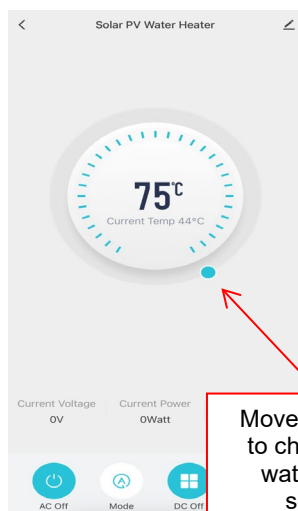 Solar PV Water Heater
75°C
Current Temp 44°C
Current Voltage Current Power
0V 0Watt
AC Off Mode DC Off
Move
to ch
wat
s